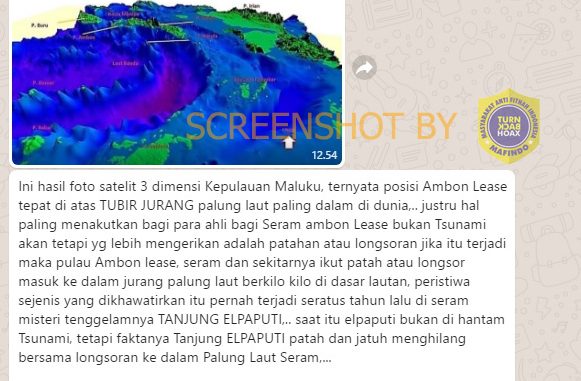 P. Buru
P. Irian
P. Ambon
Laut Banda
SCREENSHOT BY
MASYARAKAT ANTI FITNAH INDONESIA
TURN
BACK
HOAX
MAFINDO
12.54
Ini hasil foto satelit 3 dimensi Kepulauan Maluku, ternyata posisi Ambon Lease
tepat di atas TUBIR JURANG palung laut paling dalam di dunia,.. justru hal
paling menakutkan bagi para ahli bagi Seram ambon Lease bukan Tsunami
akan tetapi yg lebih mengerikan adalah patahan atau longsoran jika itu terjadi
maka pulau Ambon lease, seram dan sekitarnya ikut patah atau longsor
masuk ke dalam jurang palung laut berkilo kilo di dasar lautan, peristiwa
sejenis yang dikhawatirkan itu pernah terjadi seratus tahun lalu di seram
misteri tenggelamnya TANJUNG ELPAPUTI,.. saat itu elpaputi bukan di hantam
Tsunami, tetapi faktanya Tanjung ELPAPUTI patah dan jatuh menghilang
bersama longsoran ke dalam Palung Laut Seram,...